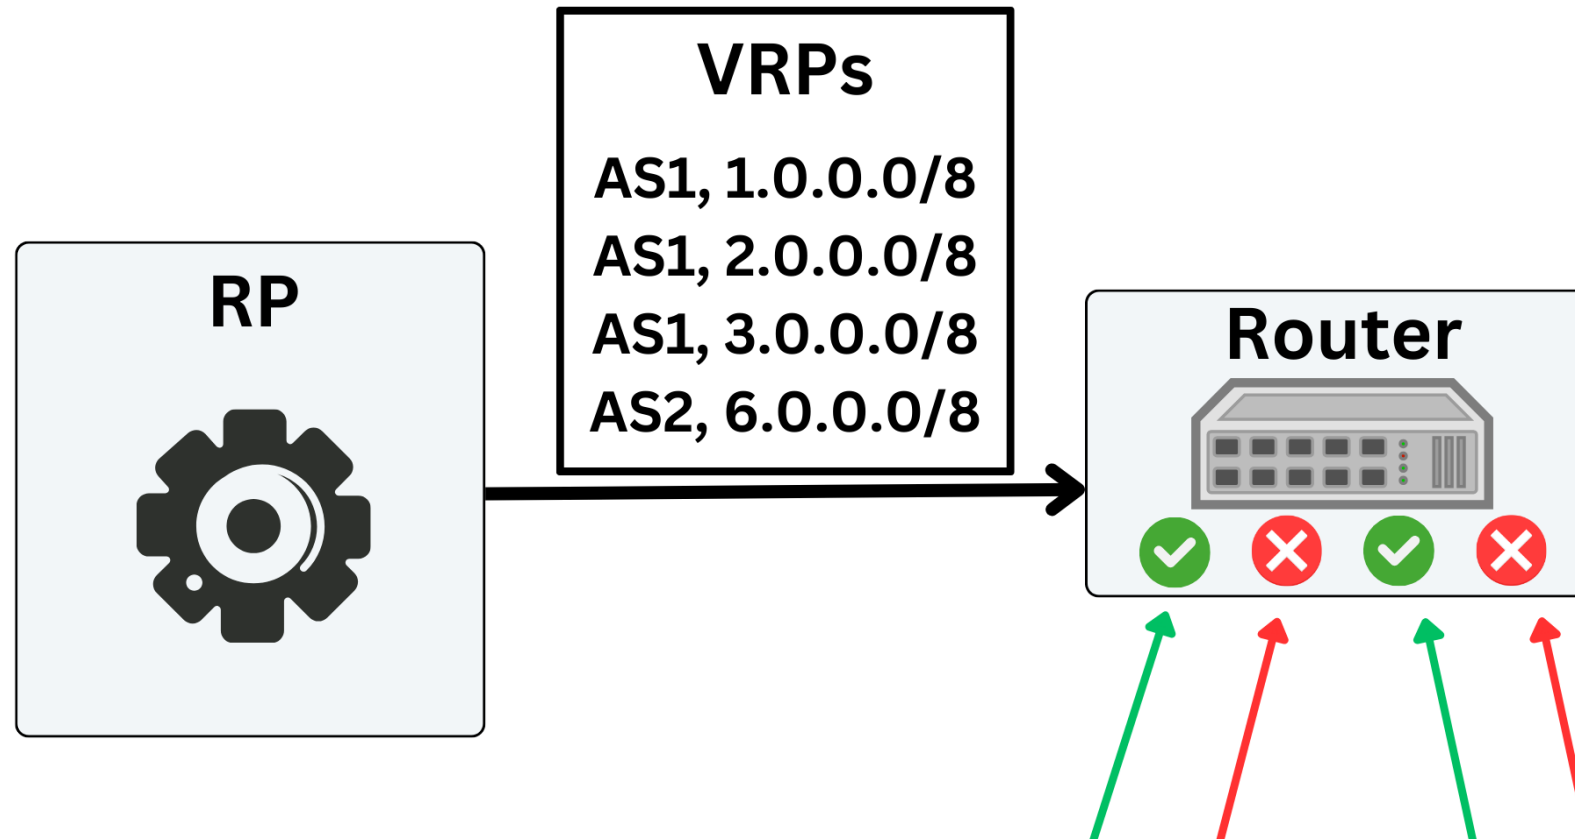 VRPs
AS1, 1.0.0.0/8
AS1, 2.0.0.0/8
AS1, 3.0.0.0/8
AS2, 6.0.0.0/8
RP
Router